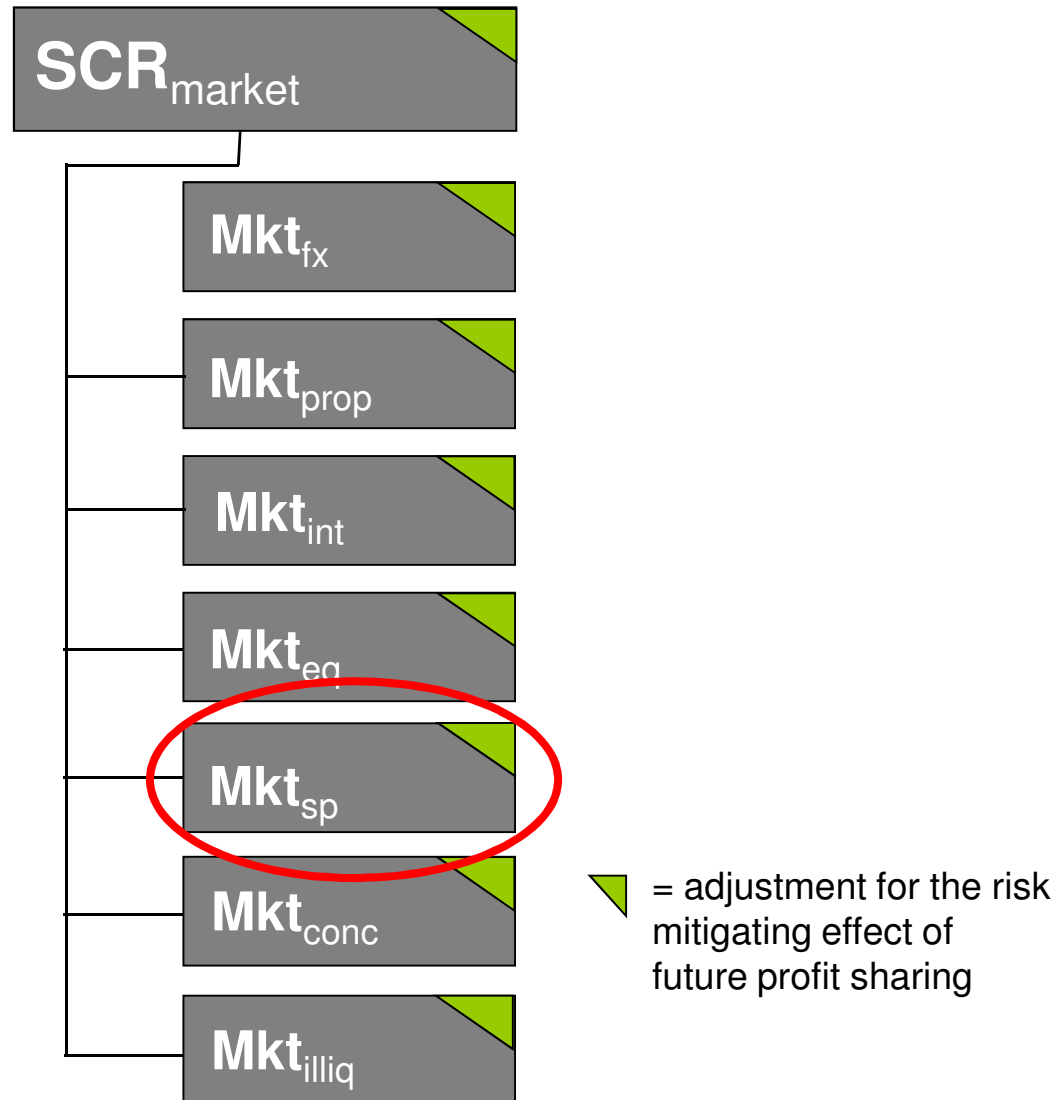 SCRmarket
Mktfx
Mktprop
Mktint
Mkteq
Mktsp
Mktconc
Mktilliq
= adjustment for the risk
mitigating effect of
future profit sharing